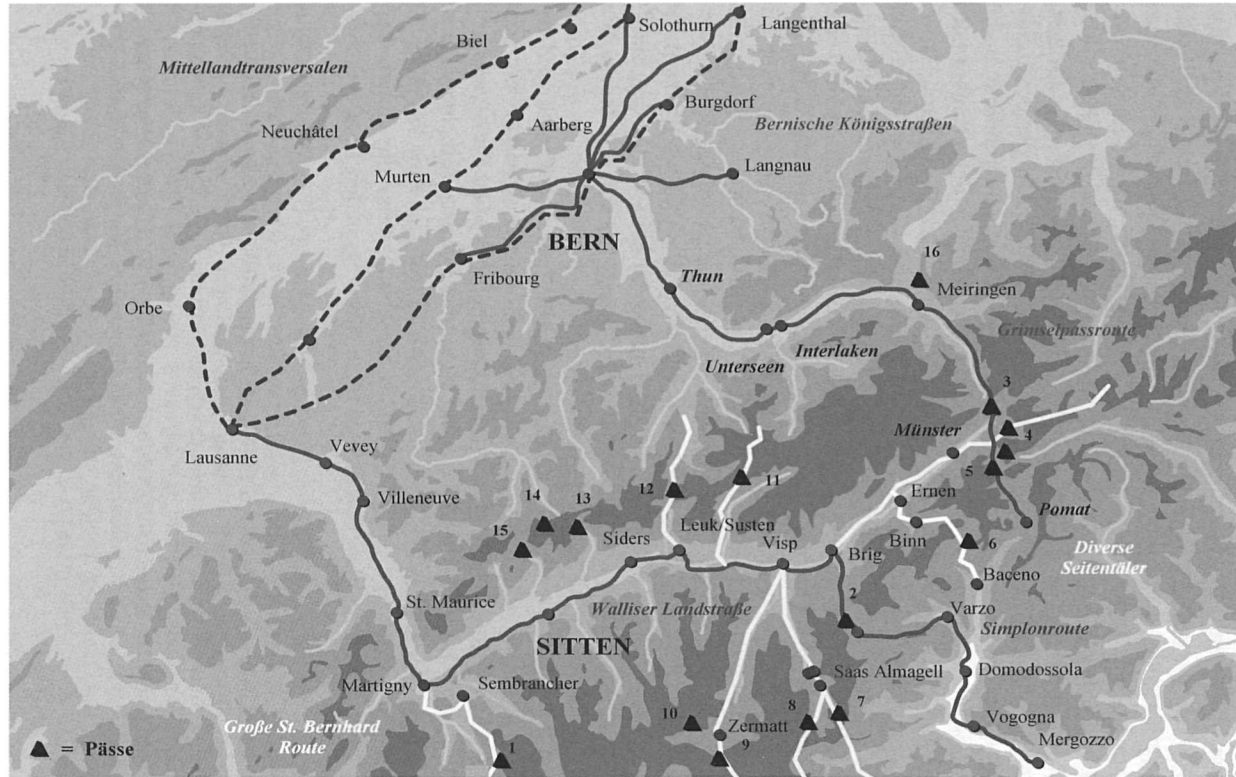 Solothurn
Langenthal
Biel
Mittellandtransversalen
Burgdorf
Neuchâtel
Aarberg
Bernische Königsstraßen
Langnau
Murten
BERN
16
Fribourg
Thun
Meiringen
Orbe
Grimselpassroute
Interlaken
Unterseen
3
4
Münster
Lausanne
Vevey
5
11
12
Villeneuve
Ernen
14
13
Pomat
15
Leuk/Susten
Siders
Visp
Binn
6
Brig
Diverse
Seitentäler
Baceno
St. Maurice
Walliser Landstraße
2
Varzo
Simplonroute
SITTEN
Saas Almagell
Domodossola
Martigny
Sembrancher
Große St. Bernhard
Route
10
8
7
Zermatt
Vogogna
Mergozzo
9
1
= Pässe